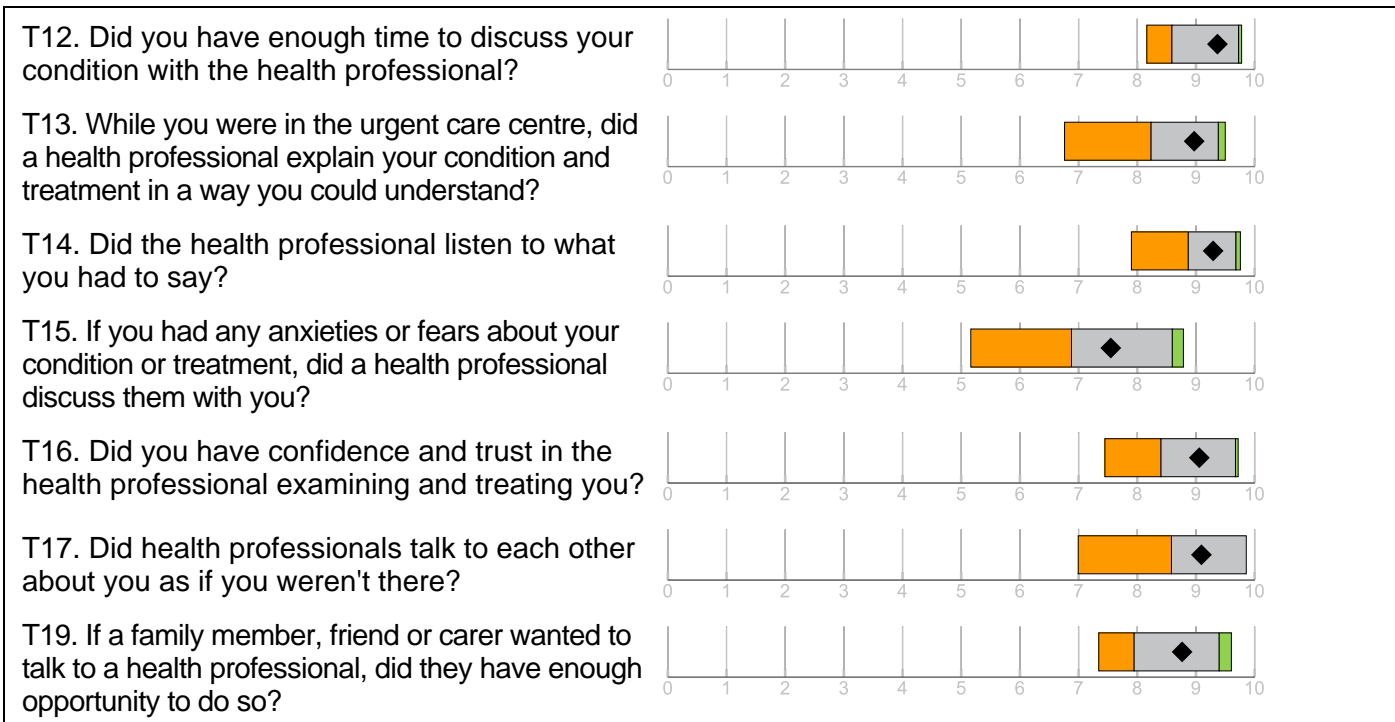 T12. Did you have enough time to discuss your
condition with the health professional?
0 1 2 3 4 5 6 7 8 9 10
T13. While you were in the urgent care centre, did
a health professional explain your condition and
treatment in a way you could understand?
0 1 2 3 4 5 6 7 8 9 10
T14. Did the health professional listen to what
you had to say?
0 1 2 3 4 5 6 7 8 9 10
T15. If you had any anxieties or fears about your
condition or treatment, did a health professional
discuss them with you?
0 1 2 3 4 5 6 7 8 9 10
T16. Did you have confidence and trust in the
health professional examining and treating you?
0 1 2 3 4 5 6 7 8 9 10
T17. Did health professionals talk to each other
about you as if you weren't there?
0 1 2 3 4 5 6 7 8 9 10
T19. If a family member, friend or carer wanted to
talk to a health professional, did they have enough
opportunity to do so?
0 1 2 3 4 5 6 7 8 9 10